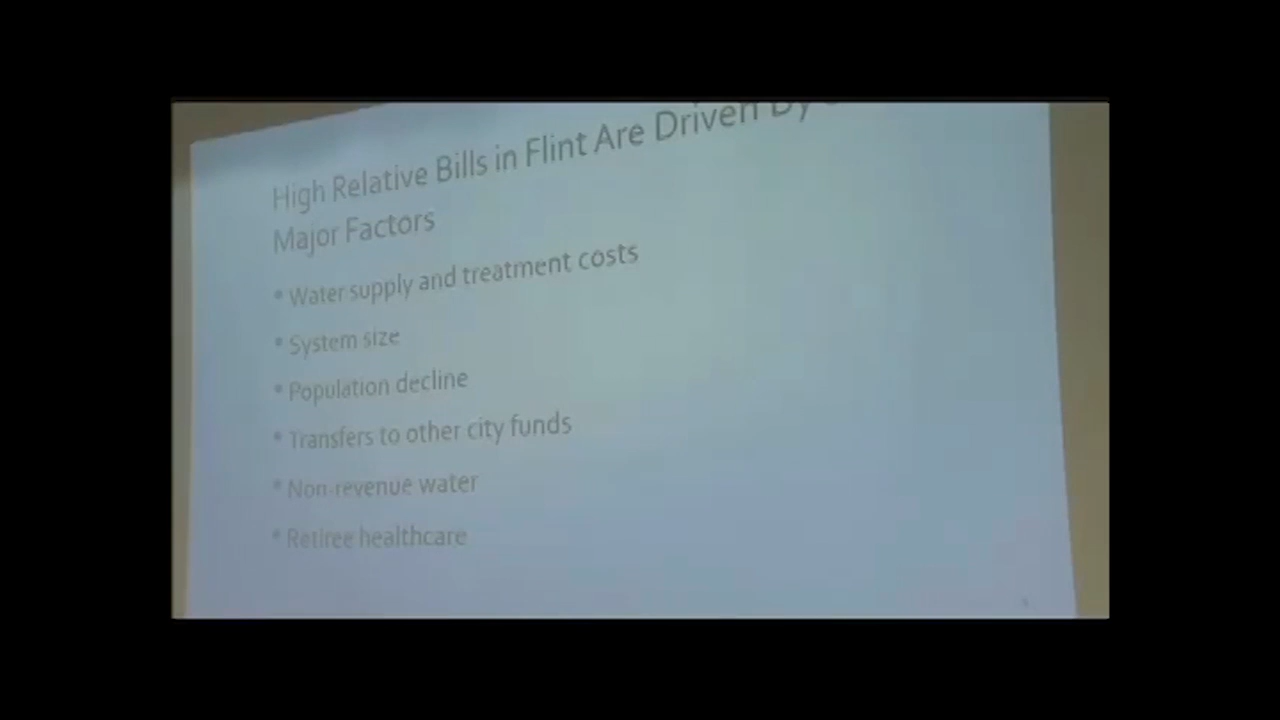 High Relative Bills in Flint Are Driven By
Major Factors
* Water supply and treatment costs
* System size
* Population decline
* Transfers to other city funds
* Non-revenue water
* Retiree healthcare